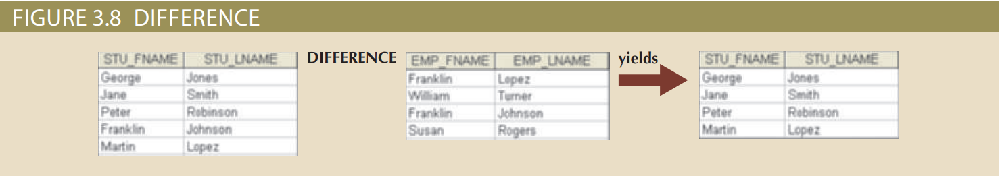 FIGURE 3.8 DIFFERENCE
STU_FNAME STU_LNAME
George Jones
Jane Smith
Peter Robinson
Franklin Johnson
Martin Lopez
DIFFERENCE
EMP_FNAME EMP_LNAME
Franklin Lopez
William Turner
Franklin Johnson
Susan Rogers
yields
STU_FNAME STU_LNAME
George Jones
Jane Smith
Peter Robinson
Martin Lopez